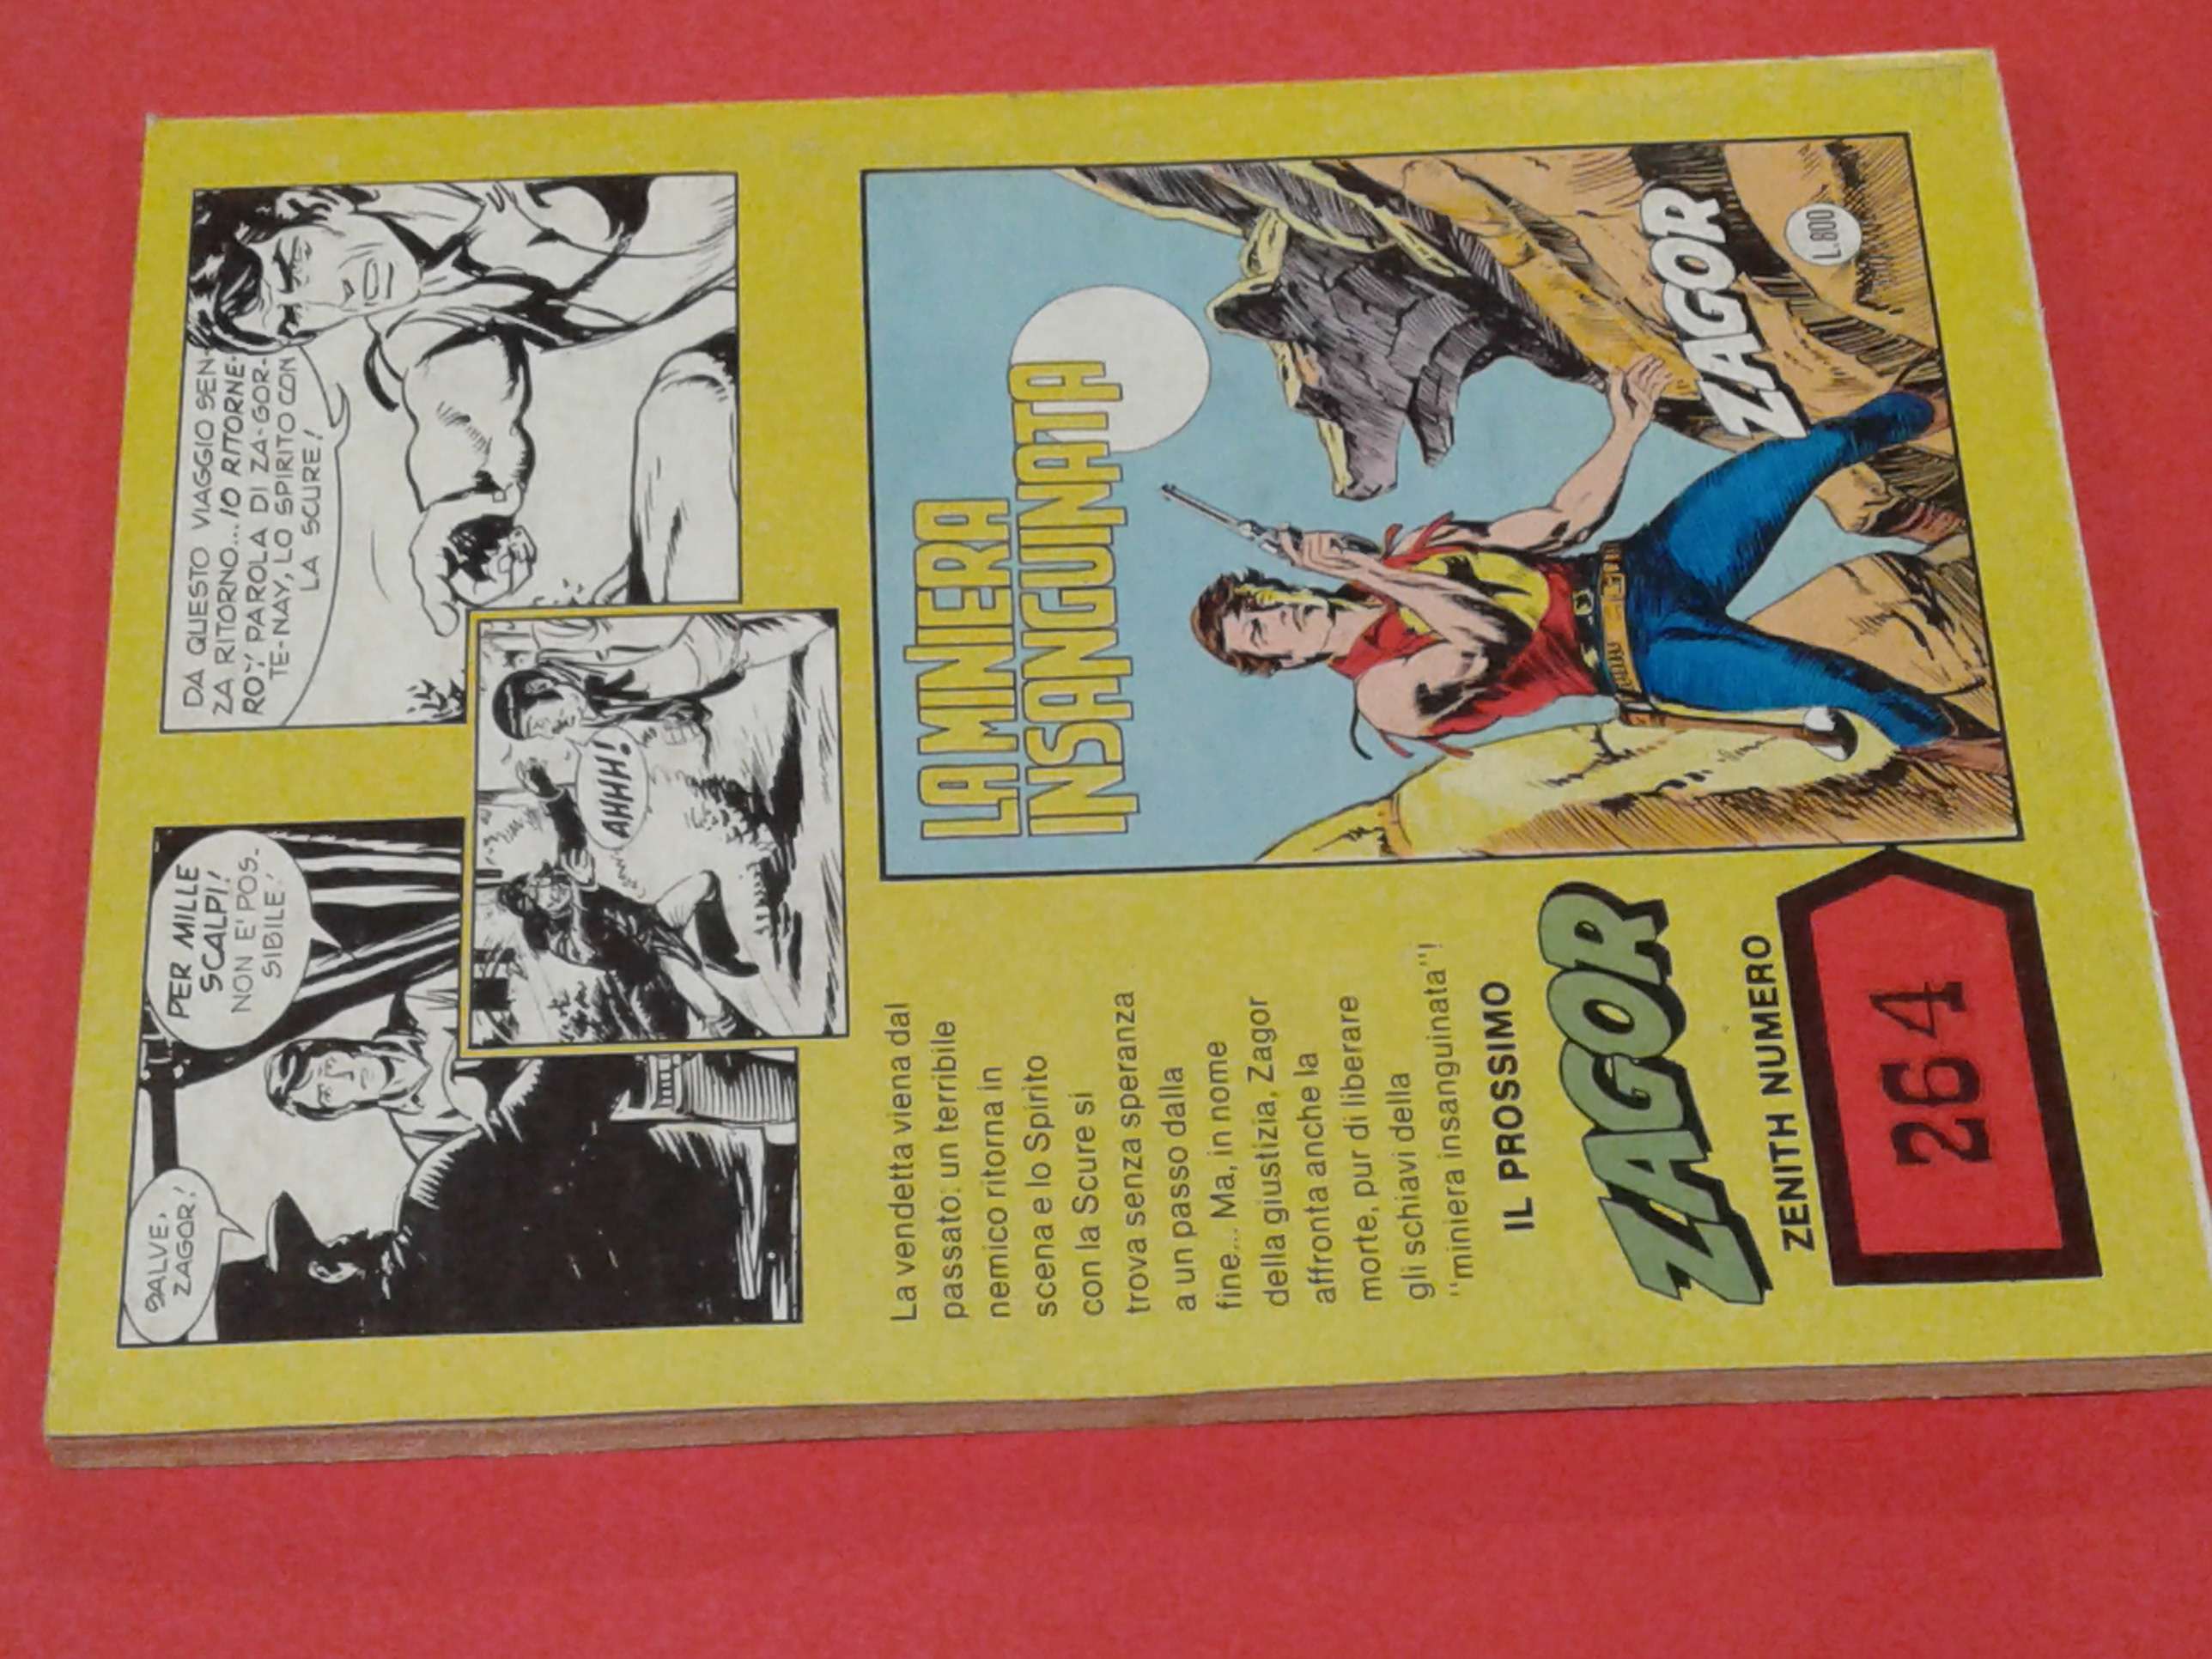 SALVE,
ZAGOR!
PER MILLE
SCALPI!
NON E' POS-
SIBILE!
AHHH!
DA QUESTO VIAGGIO SEN-
ZA RITORNO...IO RITORNE-
RO'! PAROLA DI ZA-GOR-
TE-NAY, LO SPIRITO CON
LA SCURE!
La vendetta viena dal
passato: un terribile
nemico ritorna in
scena e lo Spirito
con la Scure si
trova senza speranza
a un passo dalla
fine... Ma, in nome
della giustizia, Zagor
affronta anche la
morte, pur di liberare
gli schiavi della
"miniera insanguinata"!
IL PROSSIMO
ZAGOR
ZENITH NUMERO
264
LA MINIERA
INSANGUINATA
ZAGOR
L.800